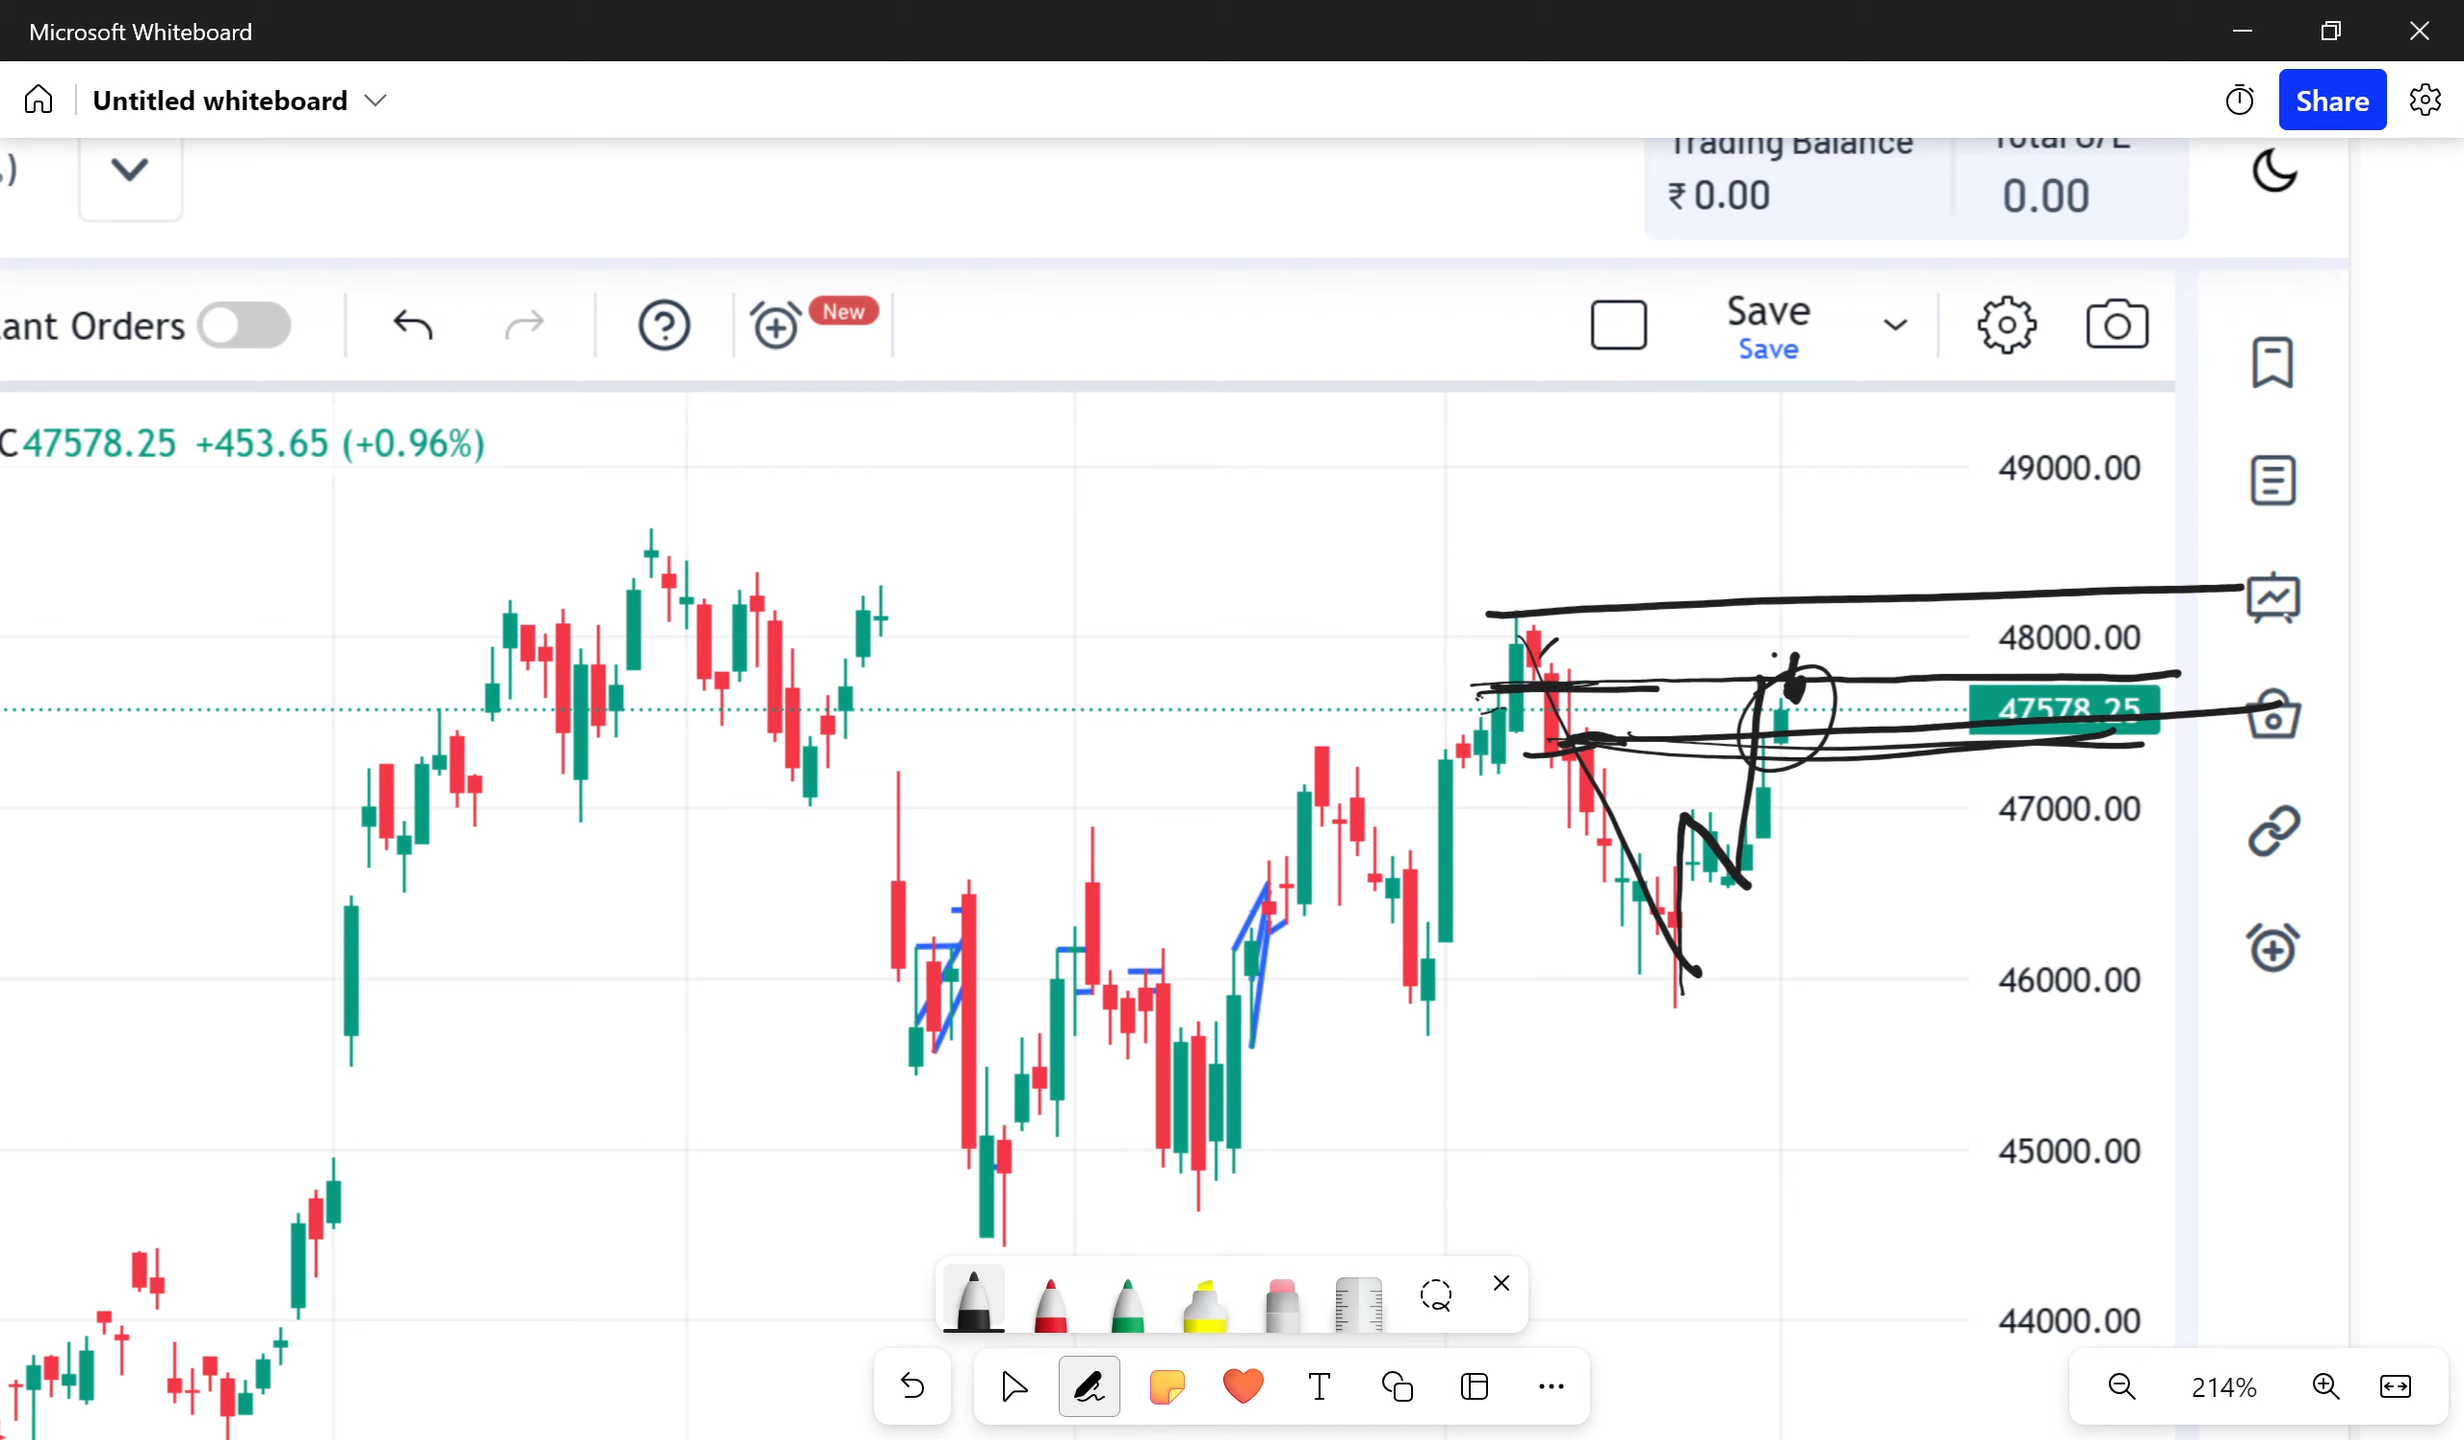 Microsoft Whiteboard
Untitled whiteboard
Share
Trading Balance
₹0.00
0.00
ant Orders
New
Save
Save
C47578.25 +453.65 (+0.96%)
49000.00
48000.00
47578.25
47000.00
46000.00
45000.00
44000.00
214%